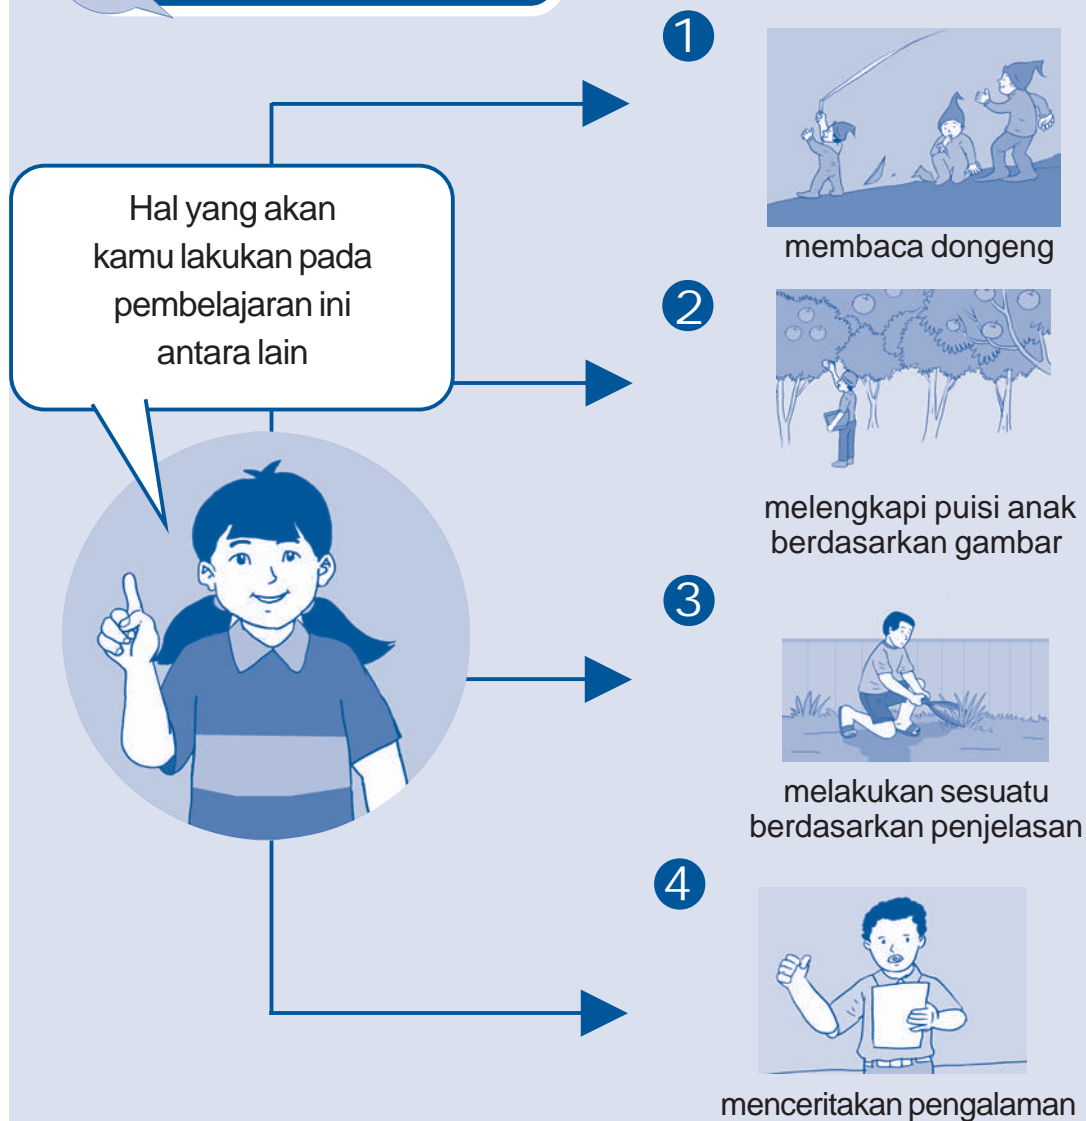 Hal yang akan
kamu lakukan pada
pembelajaran ini
antara lain
1
membaca dongeng
2
melengkapi puisi anak
berdasarkan gambar
3
melakukan sesuatu
berdasarkan penjelasan
4
menceritakan pengalaman